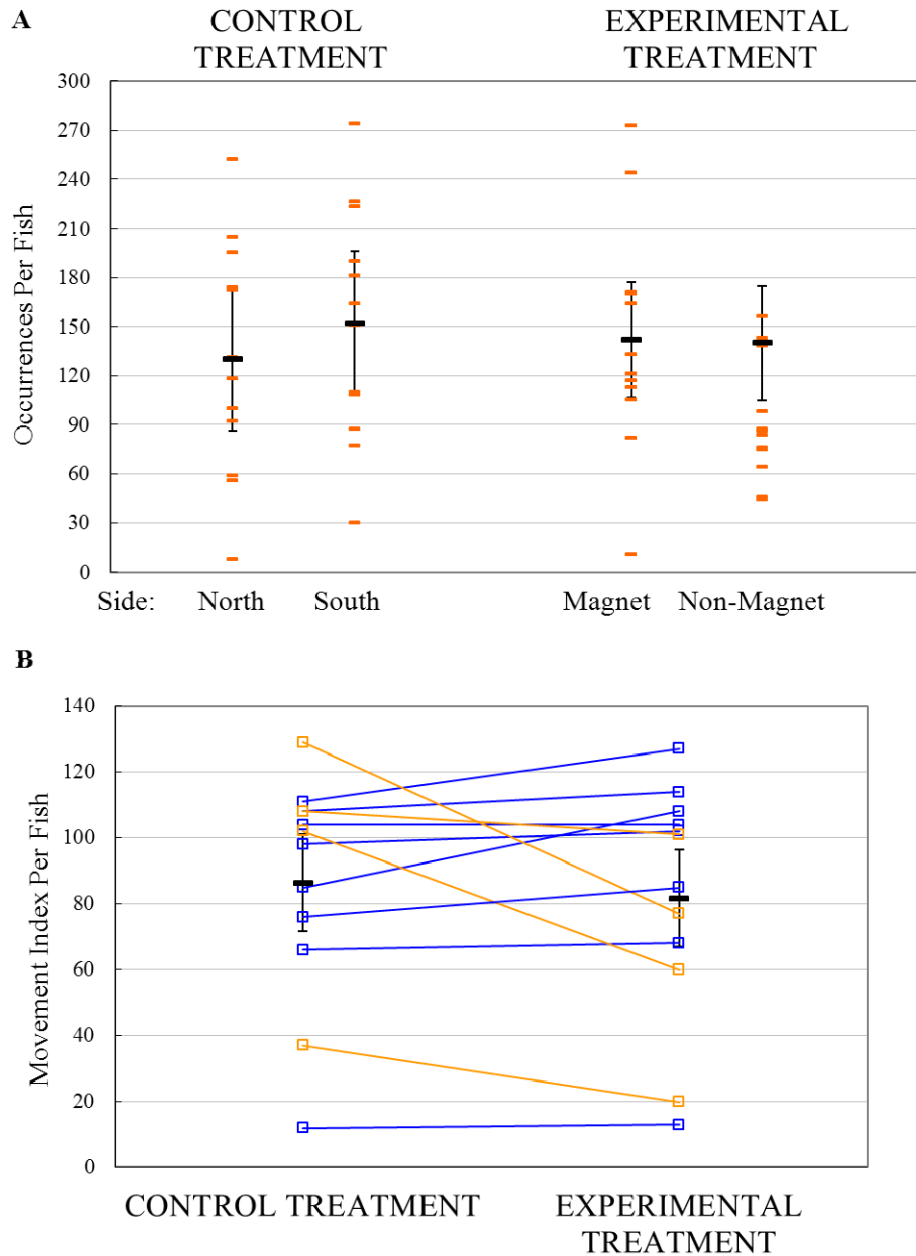 A
CONTROL
TREATMENT
EXPERIMENTAL
TREATMENT
Occurrences Per Fish
300
270
240
210
180
150
120
90
60
30
0
Side: North South Magnet Non-Magnet
B
Movement Index Per Fish
140
120
100
80
60
40
20
0
CONTROL TREATMENT
EXPERIMENTAL
TREATMENT